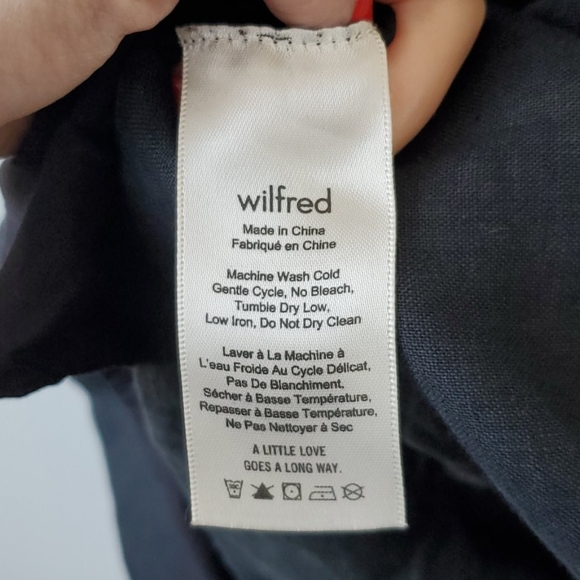 wilfred
Made in China
Fabriqué en Chine
Machine Wash Cold
Gentle Cycle, No Bleach,
Tumble Dry Low,
Low Iron, Do Not Dry Clean
Laver à La Machine à
L'eau Froide Au Cycle Délicat,
Pas De Blanchiment,
Sécher à Basse Température,
Repasser à Basse Température,
Ne Pas Nettoyer à Sec
A LITTLE LOVE
GOES A LONG WAY.